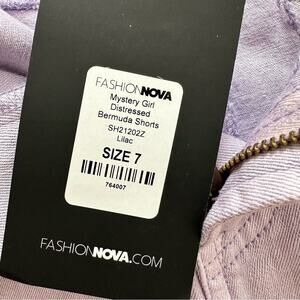 FASHIONNOVA
Mystery Girl
Distressed
Bermuda Shorts
SH21202Z
Lilac
SIZE 7
764007
FASHIONNOVA.COM